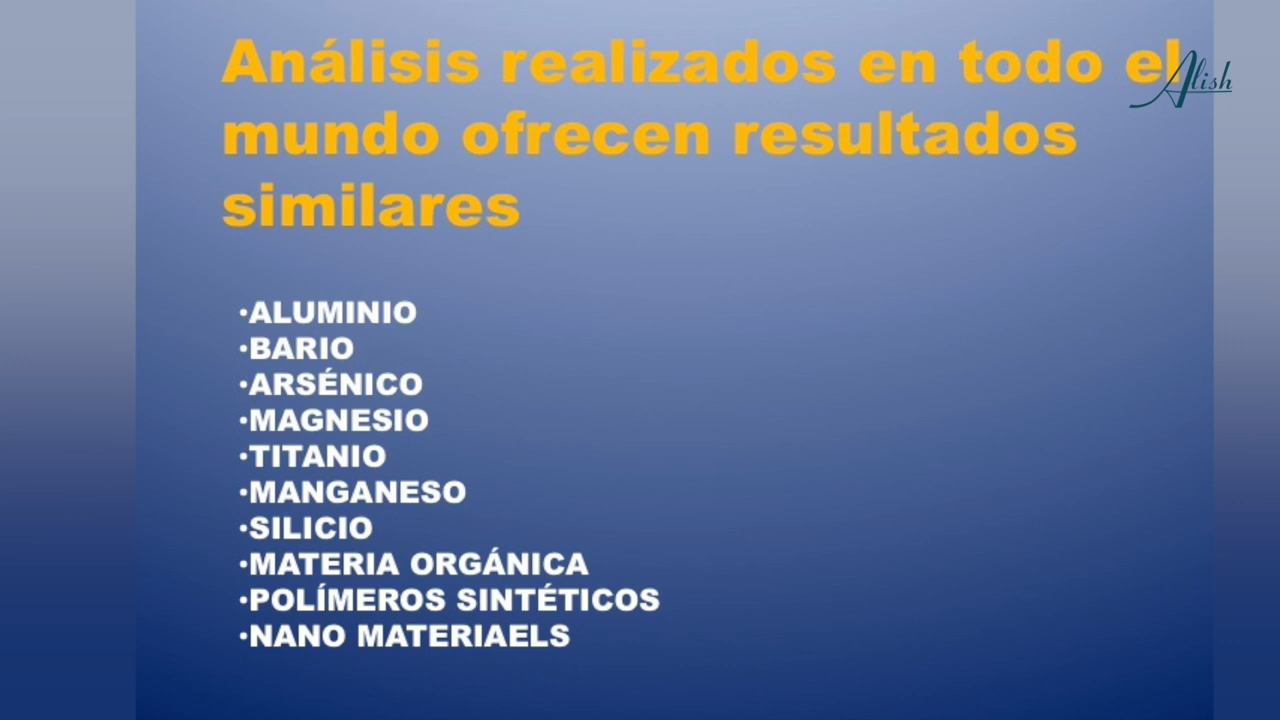 Análisis realizados en todo el
mundo ofrecen resultados
similares
Alish
•ALUMINIO
•BARIO
•ARSÉNICO
•MAGNESIO
•TITANIO
•MANGANESO
•SILICIO
•MATERIA ORGÁNICA
•POLÍMEROS SINTÉTICOS
•NANO MATERIAELS